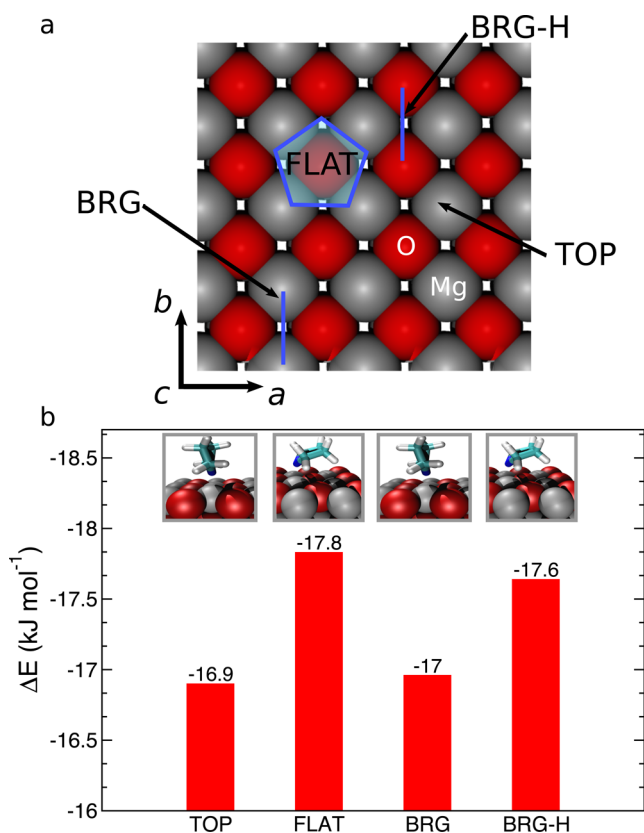 a
BRG-H
FLAT
BRG
TOP
O
Mg
b
c
a
b
ΔE (kJ mol⁻¹)
-18.5
-18
-17.5
-17
-16.5
-16
-16.9
-17.8
-17
-17.6
TOP
FLAT
BRG
BRG-H